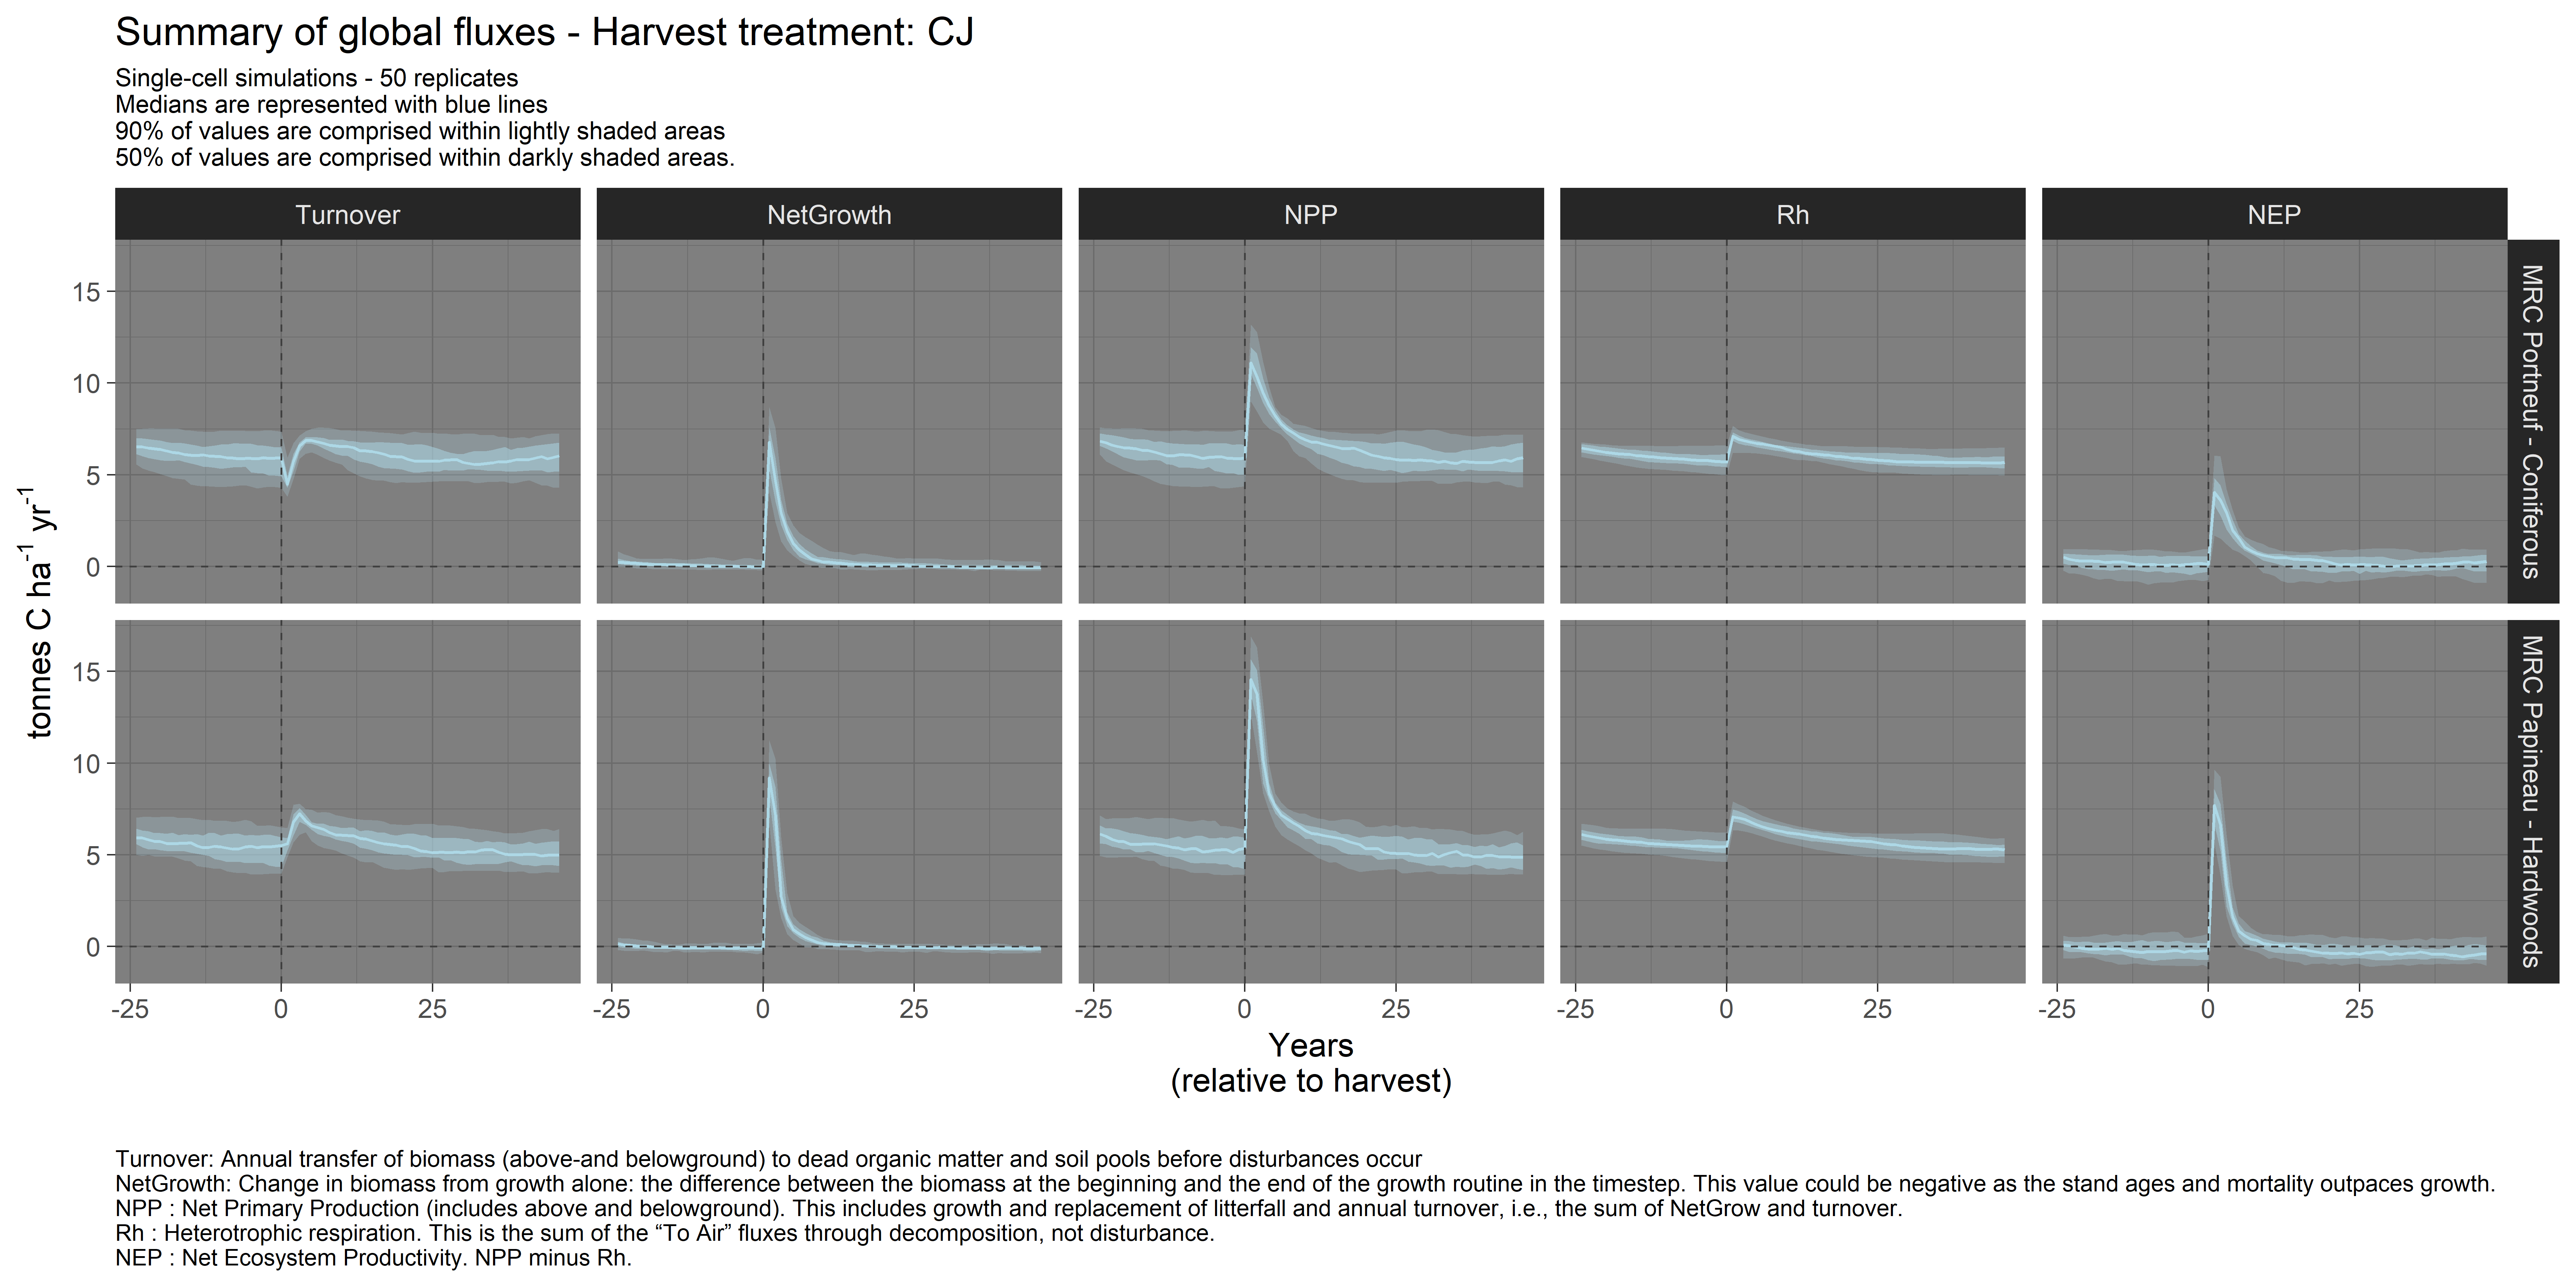 Summary of global fluxes - Harvest treatment: CJ
Single-cell simulations - 50 replicates
Medians are represented with blue lines
90% of values are comprised within lightly shaded areas
50% of values are comprised within darkly shaded areas.
Turnover NetGrowth NPP Rh NEP
15
10
5
0
MRC Portneuf - Coniferous
15
10
5
0
MRC Papineau - Hardwoods
tonnes C ha-1 yr-1
-25 0 25 -25 0 25 -25 0 25 -25 0 25 -25 0 25
Years
(relative to harvest)
Turnover: Annual transfer of biomass (above-and belowground) to dead organic matter and soil pools before disturbances occur
NetGrowth: Change in biomass from growth alone: the difference between the biomass at the beginning and the end of the growth routine in the timestep. This value could be negative as the stand ages and mortality outpaces growth.
NPP : Net Primary Production (includes above and belowground). This includes growth and replacement of litterfall and annual turnover, i.e., the sum of NetGrow and turnover.
Rh : Heterotrophic respiration. This is the sum of the “To Air” fluxes through decomposition, not disturbance.
NEP : Net Ecosystem Productivity. NPP minus Rh.